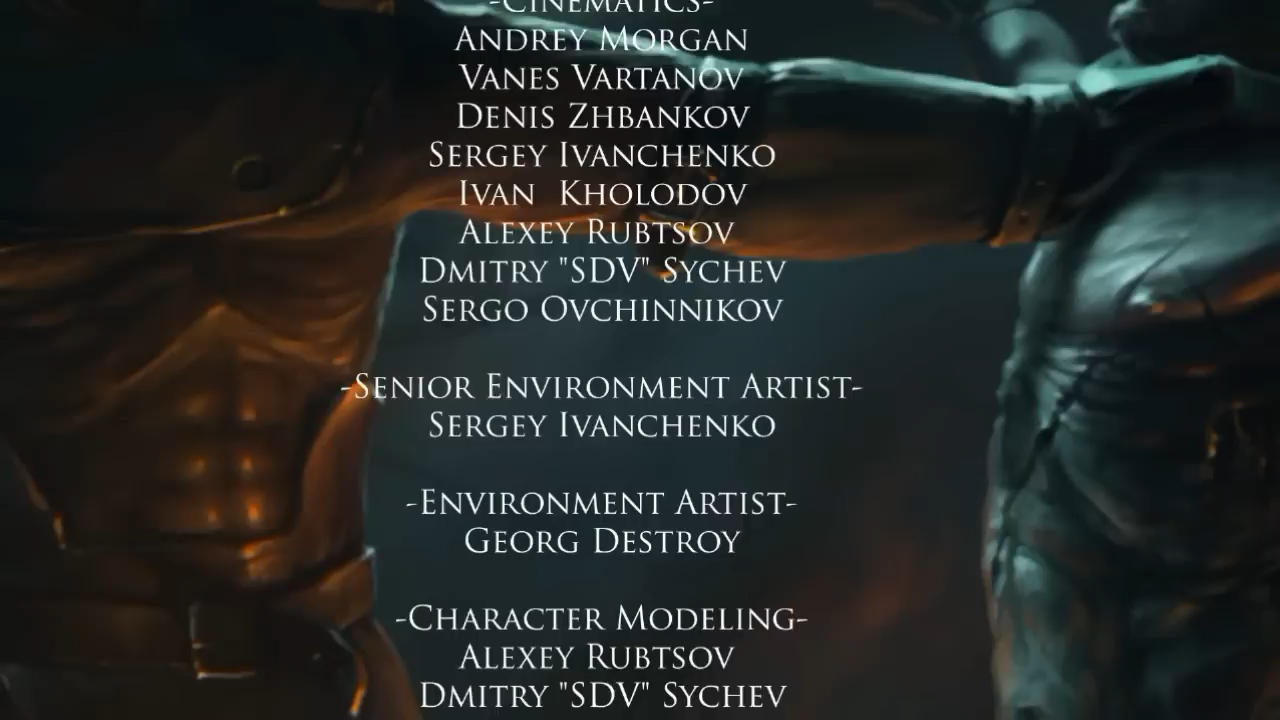 -Cinematics-
Andrey Morgan
Vanes Vartanov
Denis Zhbankov
Sergey Ivanchenko
Ivan  Kholodov
Alexey Rubtsov
Dmitry "SDV" Sychev
Sergo Ovchinnikov
-Senior Environment Artist-
Sergey Ivanchenko
-Environment Artist-
Georg Destroy
-Character Modeling-
Alexey Rubtsov
Dmitry "SDV" Sychev